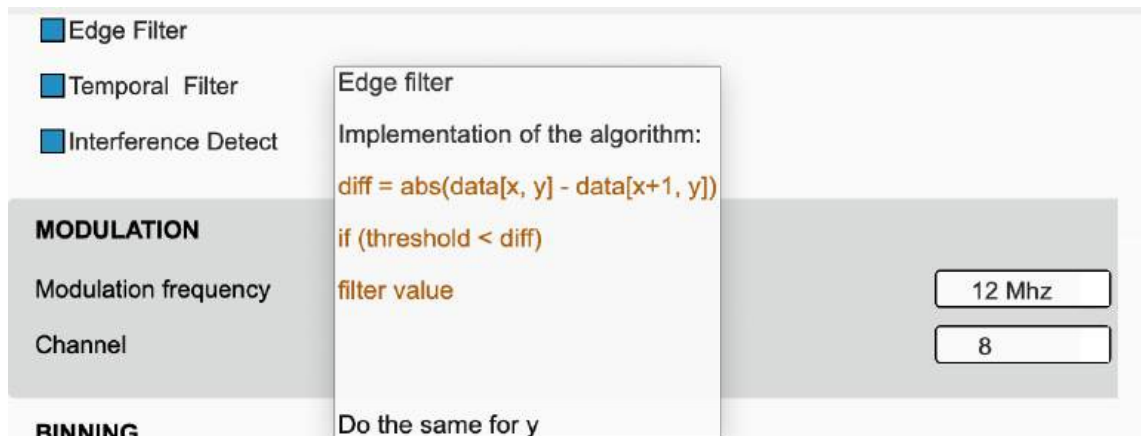 Edge Filter
Temporal Filter
Interference Detect
Edge filter
Implementation of the algorithm:
diff = abs(data[x, y] - data[x+1, y])
if (threshold < diff)
filter value
Do the same for y
MODULATION
Modulation frequency 12 Mhz
Channel 8
BINNING